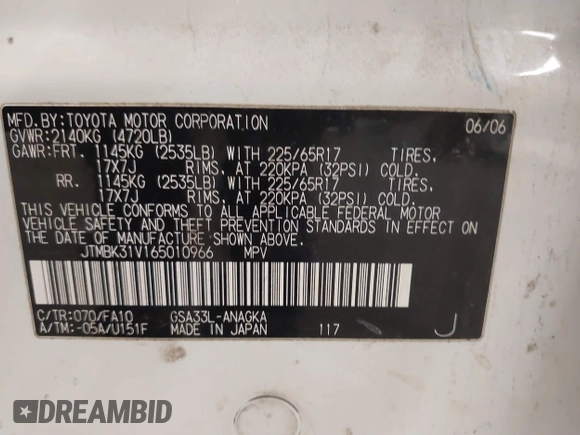 MFD.BY:TOYOTA MOTOR CORPORATION 06/06
GVWR:2140KG (4720LB)
GAWR:FRT. 1145KG (2535LB) WITH 225/65R17 TIRES,
17X7J RIMS, AT 220KPA (32PSI) COLD.
RR. 1145KG (2535LB) WITH 225/65R17 TIRES,
17X7J RIMS, AT 220KPA (32PSI) COLD.
THIS VEHICLE CONFORMS TO ALL APPLICABLE FEDERAL MOTOR
VEHICLE SAFETY AND THEFT PREVENTION STANDARDS IN EFFECT ON
THE DATE OF MANUFACTURE SHOWN ABOVE.
JTMBK31V165010966 MPV
C/TR:070/FA10 GSA33L-ANAGKA
A/TM:-05A/U151F MADE IN JAPAN 117 J
DREAMBID